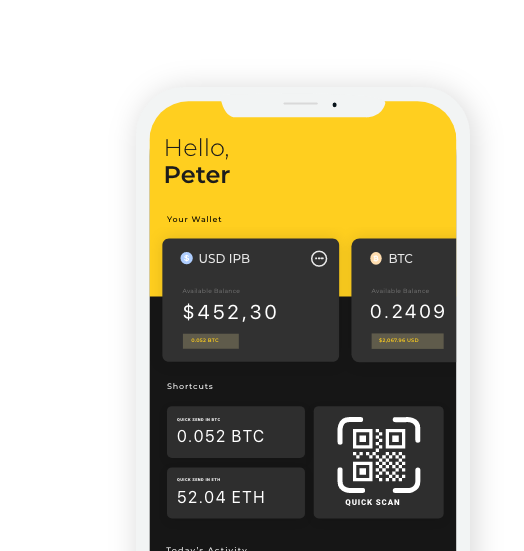 Hello,
Peter
Your Wallet
USD IPB
Available Balance
$452,30
0.052 BTC
BTC
Available Balance
0.2409
$2,067.96 USD
Shortcuts
QUICK SEND IN BTC
0.052 BTC
QUICK SEND IN ETH
52.04 ETH
QUICK SCAN
Today's Activity